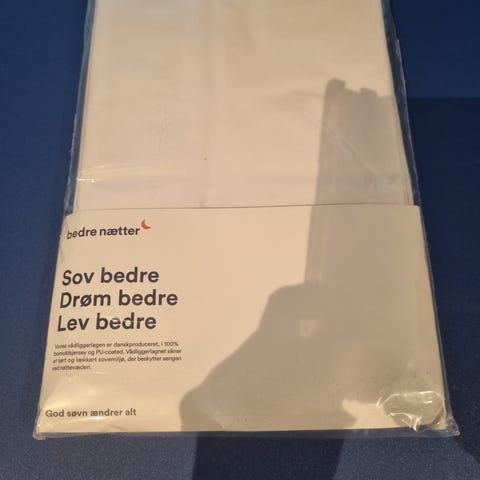 bedre nætter
Sov bedre
Drøm bedre
Lev bedre
Vores vådliggerlagen er danskproduceret, i 100%
bomuldsjersey og PU-coated. Vådliggerlagnet sikrer
et tørt og lækkert sovemiljø, der beskytter sengen
ved nattevæderi.
God søvn ændrer alt